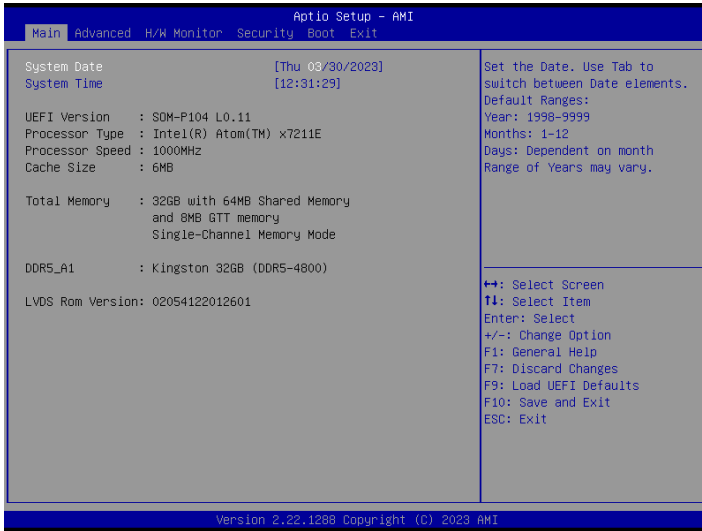 Aptio Setup - AMI
Main Advanced H/W Monitor Security Boot Exit
System Date [Thu 03/30/2023]
System Time [12:31:29]
UEFI Version : SOM-P104 L0.11
Processor Type : Intel(R) Atom(TM) x7211E
Processor Speed : 1000MHz
Cache Size : 6MB
Total Memory : 32GB with 64MB Shared Memory
and 8MB GTT memory
Single-Channel Memory Mode
DDR5_A1 : Kingston 32GB (DDR5-4800)
LVDS Rom Version: 02054122012601
Set the Date. Use Tab to
switch between Date elements.
Default Ranges:
Year: 1998-9999
Months: 1-12
Days: Dependent on month
Range of Years may vary.
↔: Select Screen
↑↓: Select Item
Enter: Select
+/-: Change Option
F1: General Help
F7: Discard Changes
F9: Load UEFI Defaults
F10: Save and Exit
ESC: Exit
Version 2.22.1288 Copyright (C) 2023 AMI